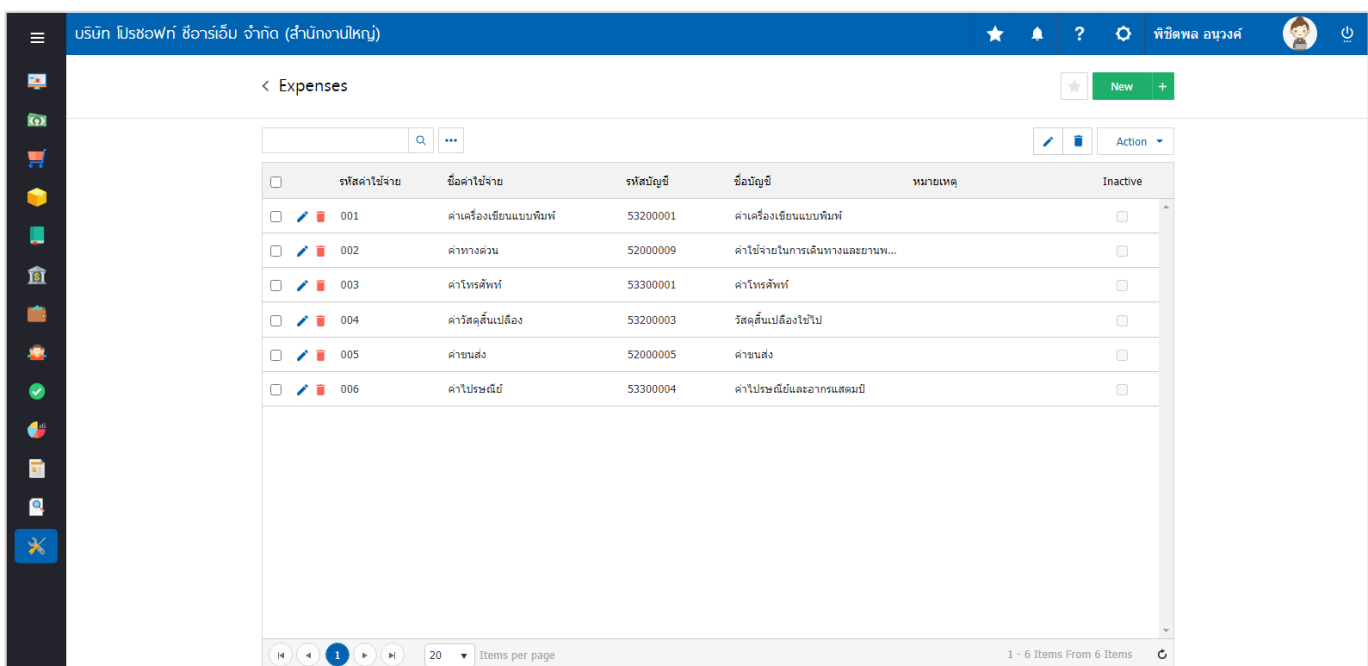 บริษัท โปรซอฟท์ ซีอาร์เอ็ม จำกัด (สำนักงานใหญ่) ? พิชิตพล อนุวงศ์
< Expenses New +
... Action
รหัสค่าใช้จ่าย ชื่อค่าใช้จ่าย รหัสบัญชี ชื่อบัญชี หมายเหตุ Inactive
001 ค่าเครื่องเขียนแบบพิมพ์ 53200001 ค่าเครื่องเขียนแบบพิมพ์
002 ค่าทางด่วน 52000009 ค่าใช้จ่ายในการเดินทางและยานพ...
003 ค่าโทรศัพท์ 53300001 ค่าโทรศัพท์
004 ค่าวัสดุสิ้นเปลือง 53200003 วัสดุสิ้นเปลืองใช้ไป
005 ค่าขนส่ง 52000005 ค่าขนส่ง
006 ค่าไปรษณีย์ 53300004 ค่าไปรษณีย์และอากรแสตมป์
1 20 Items per page 1 - 6 Items From 6 Items